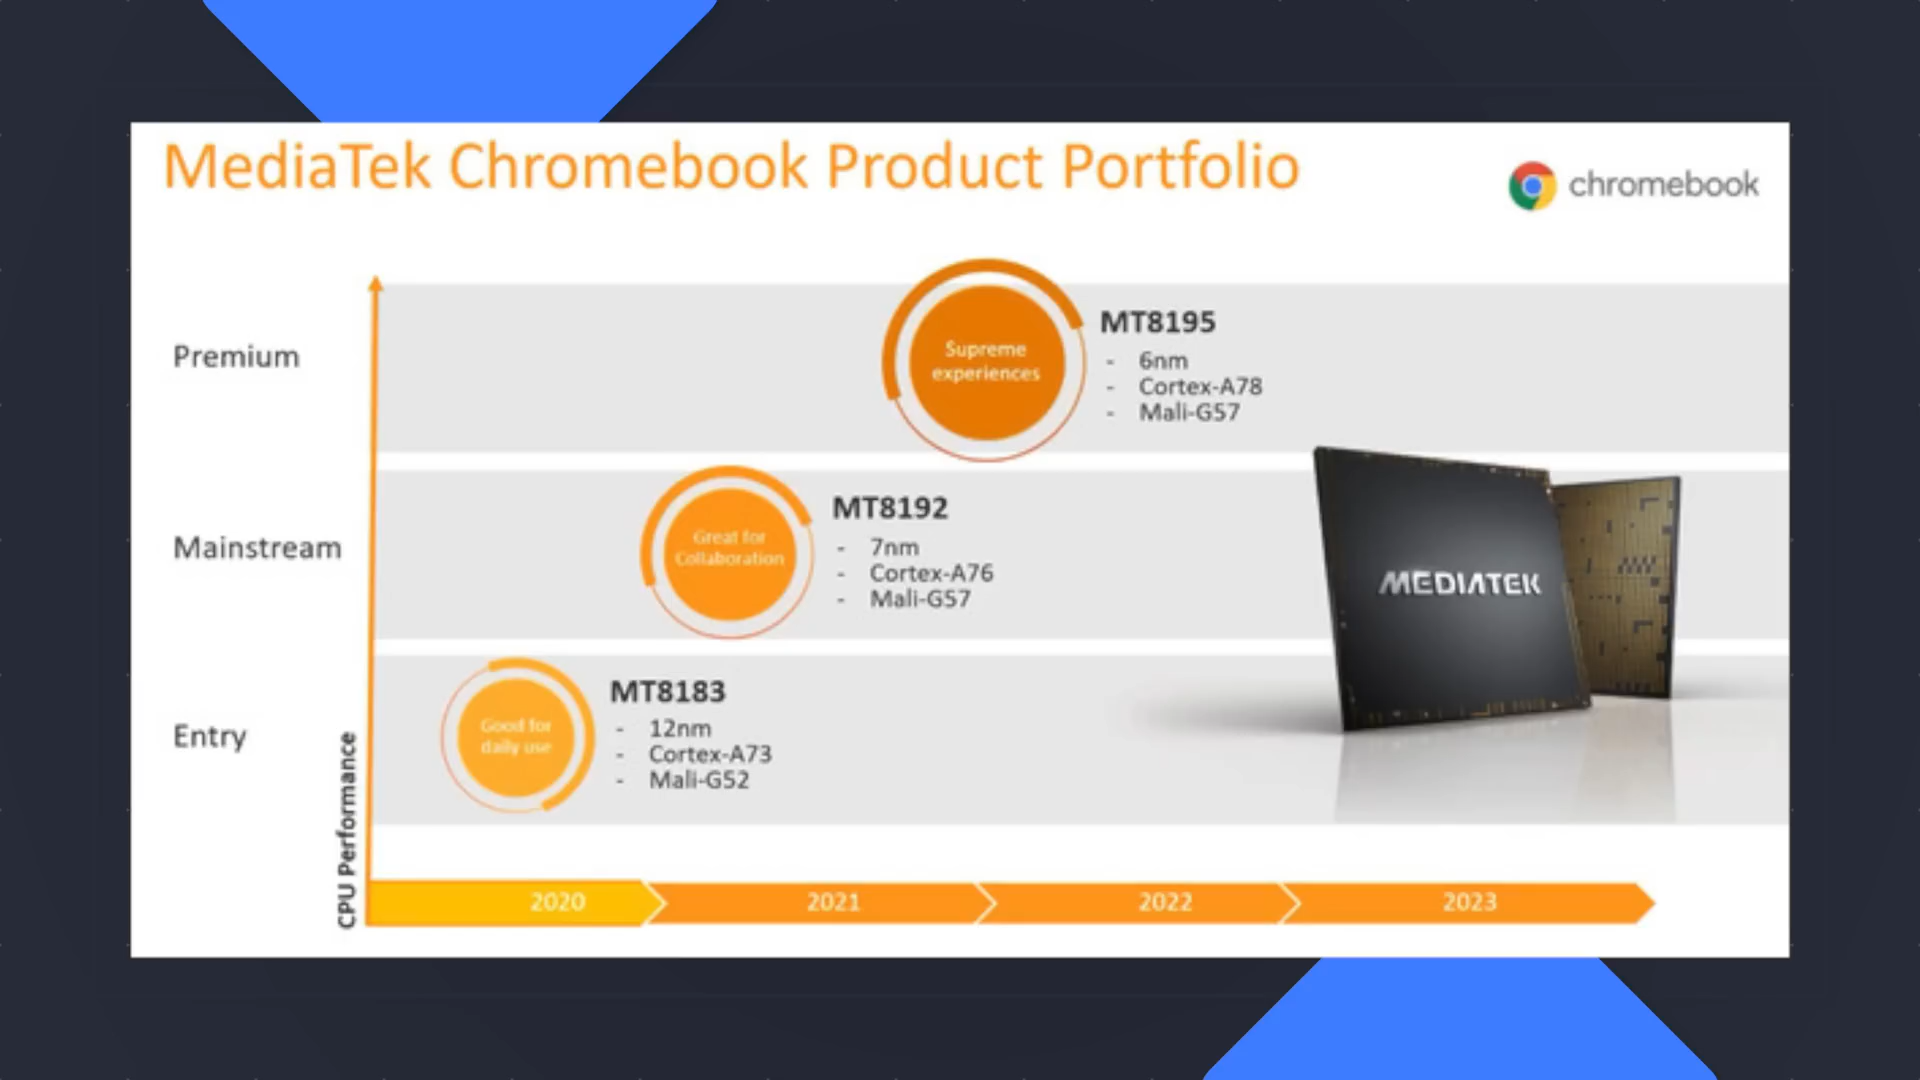 MediaTek Chromebook Product Portfolio
chromebook
Premium
Supreme
experiences
MT8195
- 6nm
- Cortex-A78
- Mali-G57
Mainstream
Great for
Collaboration
MT8192
- 7nm
- Cortex-A76
- Mali-G57
MEDIATEK
Entry
Good for
daily use
MT8183
- 12nm
- Cortex-A73
- Mali-G52
CPU Performance
2020
2021
2022
2023